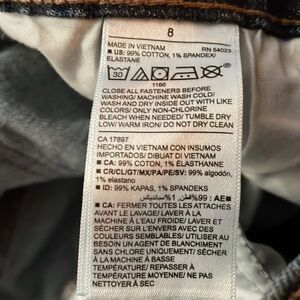 8
MADE IN VIETNAM RN 54023
■ US: 99% COTTON, 1% SPANDEX/
ELASTANE
30
1166
CLOSE ALL FASTENERS BEFORE
WASHING/ MACHINE WASH COLD/
WASH AND DRY INSIDE OUT WITH LIKE
COLORS/ ONLY NON-CHLORINE
BLEACH WHEN NEEDED/ TUMBLE DRY
LOW/ WARM IRON/ DO NOT DRY CLEAN
CA 17897
HECHO EN VIETNAM CON INSUMOS
IMPORTADOS/ DIBUAT DI VIETNAM
■ CA: 99% COTTON, 1% ELASTHANNE
■ CR/CL/GT/MX/PA/PE/SV: 99% algodón,
1% elastano
■ ID: 99% KAPAS, 1% SPANDEKS
■ AE: 99% قطن, 1% سباندكس
■ CA: FERMER TOUTES LES ATTACHES
AVANT LE LAVAGE/ LAVER À LA
MACHINE À L'EAU FROIDE/ LAVER ET
SÉCHER SUR L'ENVERS AVEC DES
COULEURS SEMBLABLES/ UTILISER AU
BESOIN UN AGENT DE BLANCHIMENT
SANS CHLORE UNIQUEMENT/ SÉCHER
À LA MACHINE À BASSE
TEMPÉRATURE/ REPASSER À
TEMPÉRATURE MOYENNE/ NE PAS
NETTOYER À SEC